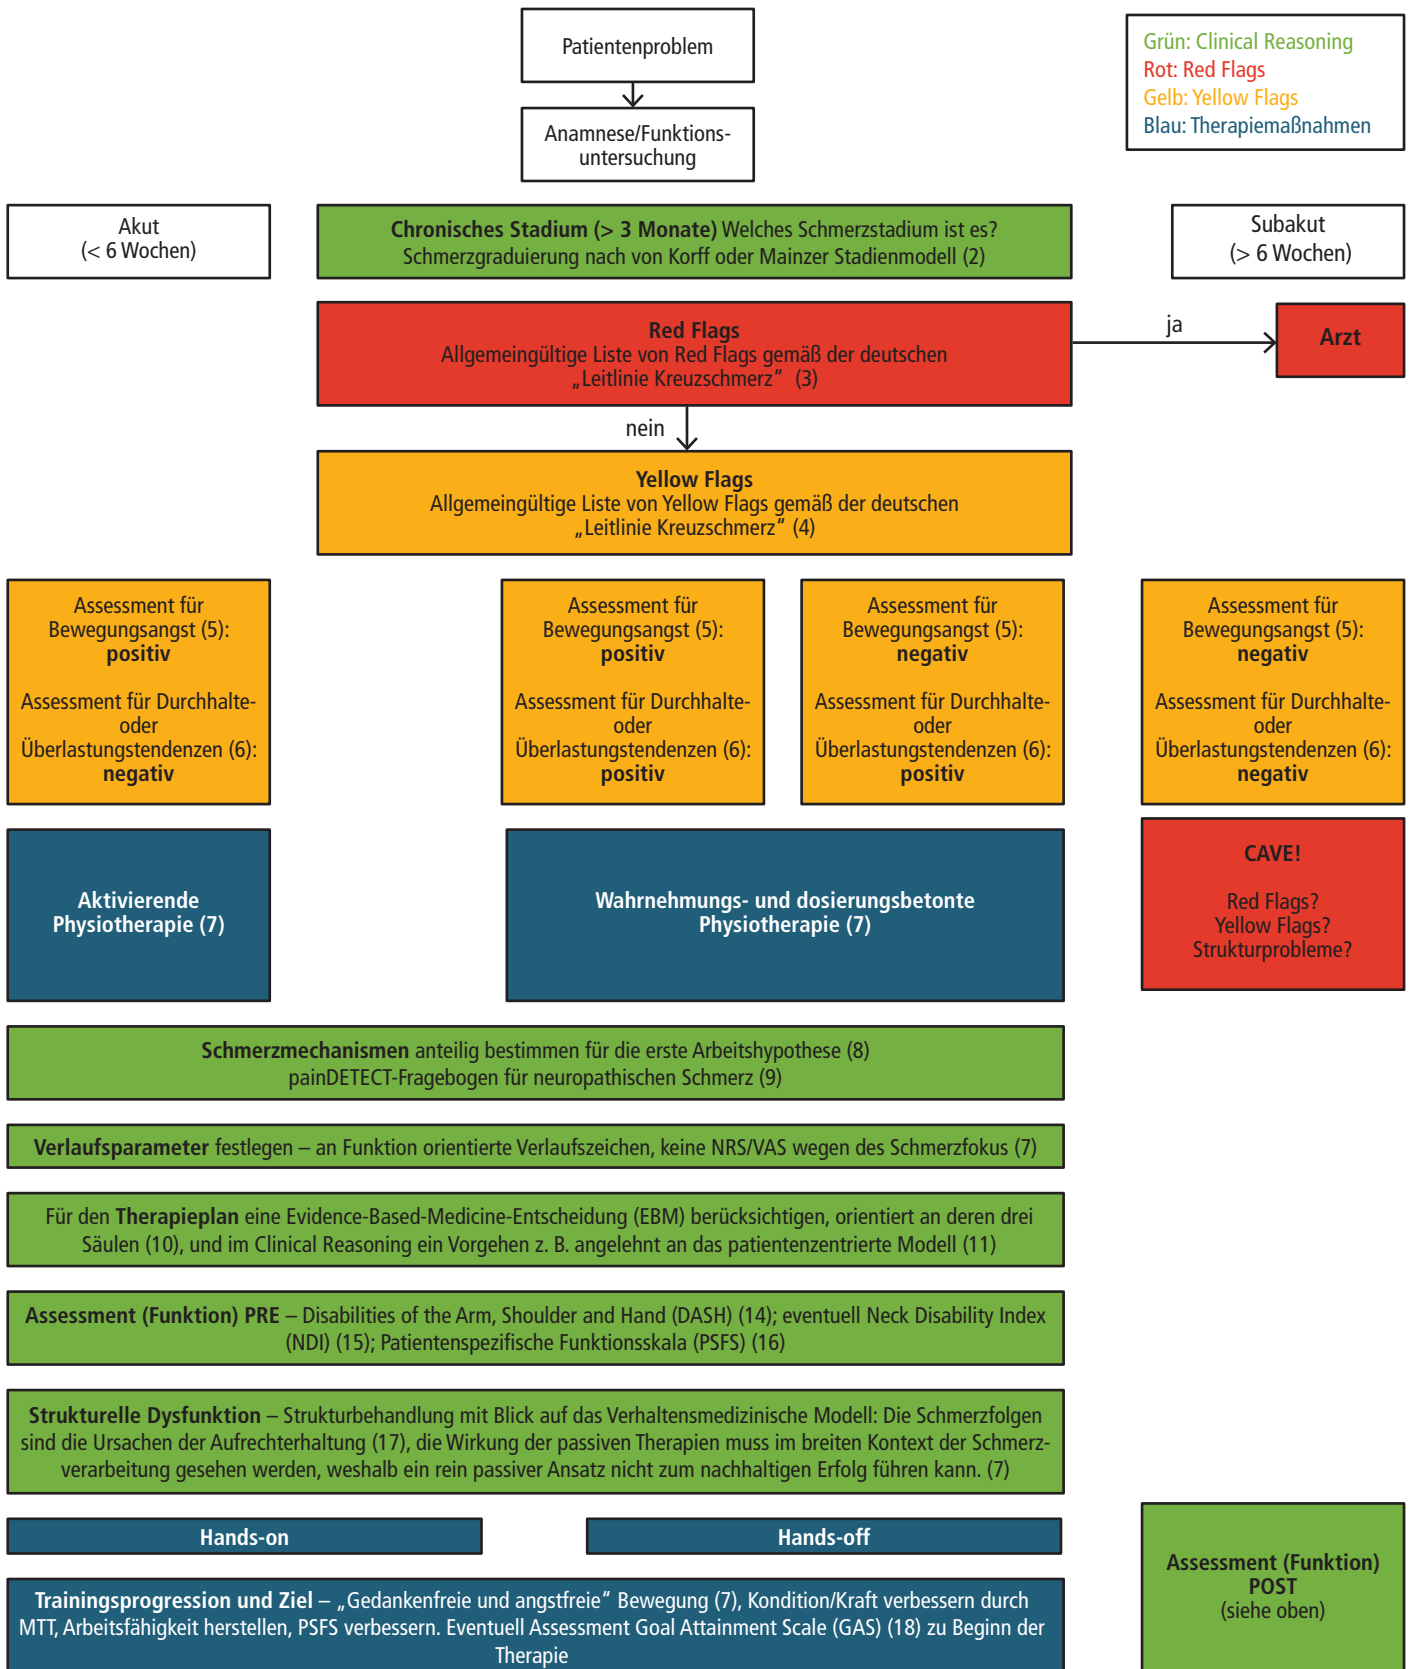 Patientenproblem
Anamnese/Funktions-
untersuchung
Grün: Clinical Reasoning
Rot: Red Flags
Gelb: Yellow Flags
Blau: Therapiemaßnahmen
Akut
(< 6 Wochen)
Chronisches Stadium (> 3 Monate) Welches Schmerzstadium ist es?
Schmerzgraduierung nach von Korff oder Mainzer Stadienmodell (2)
Subakut
(> 6 Wochen)
Red Flags
Allgemeingültige Liste von Red Flags gemäß der deutschen
„Leitlinie Kreuzschmerz“ (3)
ja
Arzt
nein
Yellow Flags
Allgemeingültige Liste von Yellow Flags gemäß der deutschen
„Leitlinie Kreuzschmerz“ (4)
Assessment für
Bewegungsangst (5):
positiv
Assessment für Durchhalte-
oder
Überlastungstendenzen (6):
negativ
Assessment für
Bewegungsangst (5):
positiv
Assessment für Durchhalte-
oder
Überlastungstendenzen (6):
positiv
Assessment für
Bewegungsangst (5):
negativ
Assessment für Durchhalte-
oder
Überlastungstendenzen (6):
positiv
Assessment für
Bewegungsangst (5):
negativ
Assessment für Durchhalte-
oder
Überlastungstendenzen (6):
negativ
Aktivierende
Physiotherapie (7)
Wahrnehmungs- und dosierungsbetonte
Physiotherapie (7)
CAVE!
Red Flags?
Yellow Flags?
Strukturprobleme?
Schmerzmechanismen anteilig bestimmen für die erste Arbeitshypothese (8)
painDETECT-Fragebogen für neuropathischen Schmerz (9)
Verlaufsparameter festlegen – an Funktion orientierte Verlaufszeichen, keine NRS/VAS wegen des Schmerzfokus (7)
Für den Therapieplan eine Evidence-Based-Medicine-Entscheidung (EBM) berücksichtigen, orientiert an deren drei
Säulen (10), und im Clinical Reasoning ein Vorgehen z. B. angelehnt an das patientenzentrierte Modell (11)
Assessment (Funktion) PRE – Disabilities of the Arm, Shoulder and Hand (DASH) (14); eventuell Neck Disability Index
(NDI) (15); Patientenspezifische Funktionsskala (PSFS) (16)
Strukturelle Dysfunktion – Strukturbehandlung mit Blick auf das Verhaltensmedizinische Modell: Die Schmerzfolgen
sind die Ursachen der Aufrechterhaltung (17), die Wirkung der passiven Therapien muss im breiten Kontext der Schmerz-
verarbeitung gesehen werden, weshalb ein rein passiver Ansatz nicht zum nachhaltigen Erfolg führen kann. (7)
Hands-on
Hands-off
Assessment (Funktion)
POST
(siehe oben)
Trainingsprogression und Ziel – „Gedankenfreie und angstfreie“ Bewegung (7), Kondition/Kraft verbessern durch
MTT, Arbeitsfähigkeit herstellen, PSFS verbessern. Eventuell Assessment Goal Attainment Scale (GAS) (18) zu Beginn der
Therapie